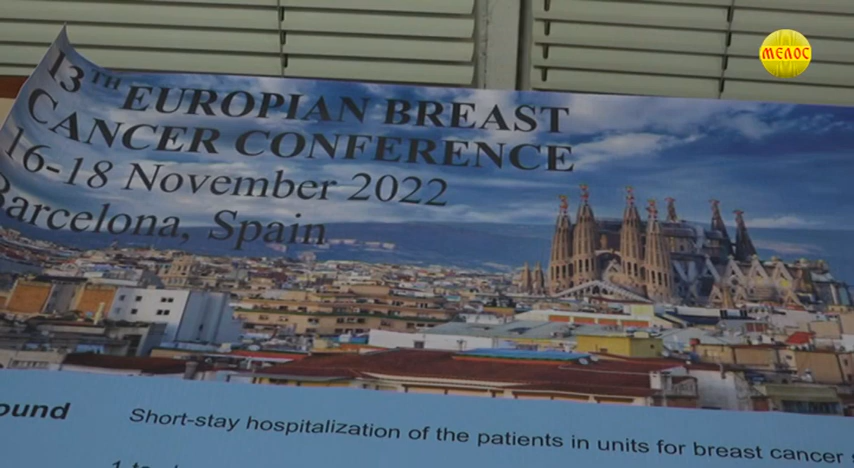 МЕЛОС
13TH EUROPIAN BREAST
CANCER CONFERENCE
16-18 November 2022
Barcelona, Spain
Short-stay hospitalization of the patients in units for breast cancer